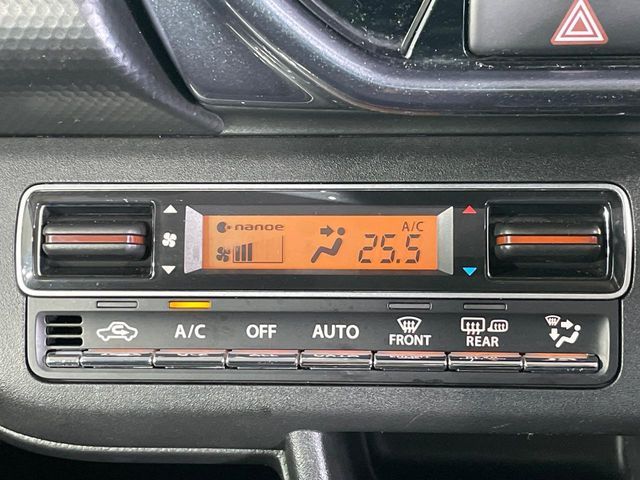 nanoe
A/C
25.5
A/C
OFF
AUTO
FRONT
REAR